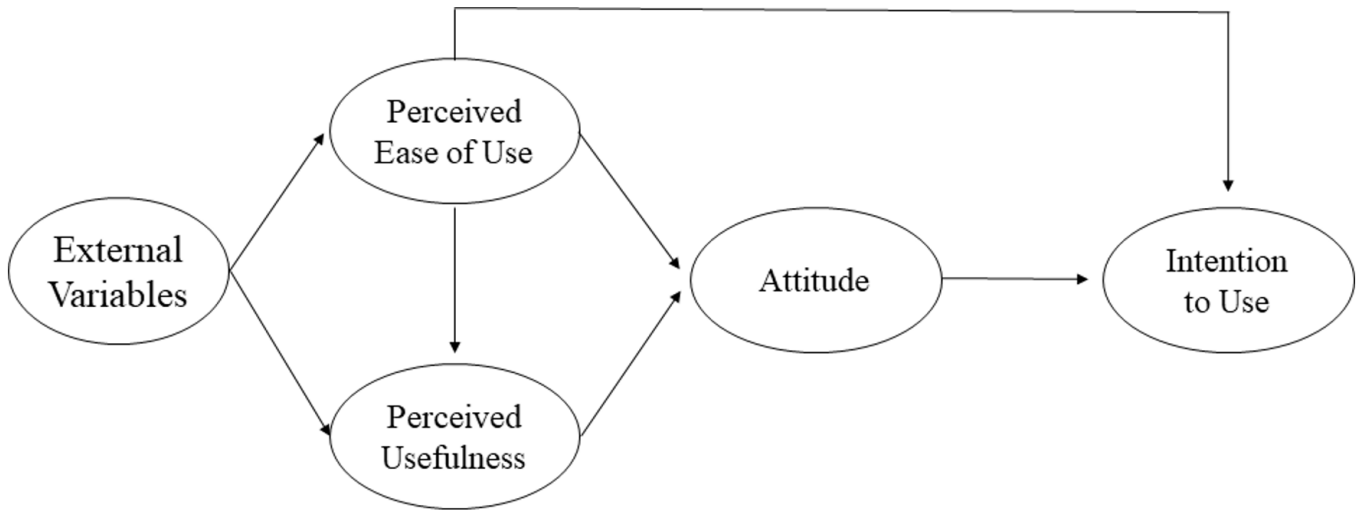 External
Variables
Perceived
Ease of Use
Perceived
Usefulness
Attitude
Intention
to Use